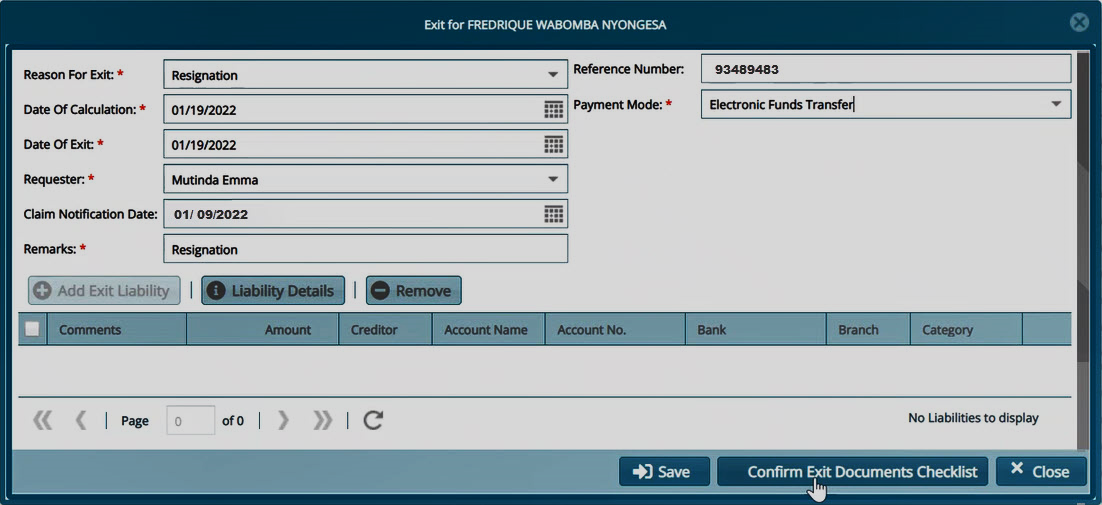 Exit for FREDRIQUE WABOMBA NYONGESA
Reason For Exit: * Resignation
Reference Number: 93489483
Date Of Calculation: * 01/19/2022
Payment Mode: * Electronic Funds Transfer
Date Of Exit: * 01/19/2022
Requester: * Mutinda Emma
Claim Notification Date: 01/ 09/2022
Remarks: * Resignation
Add Exit Liability | Liability Details | Remove
Comments Amount Creditor Account Name Account No. Bank Branch Category
Page 0 of 0 No Liabilities to display
Save Confirm Exit Documents Checklist Close